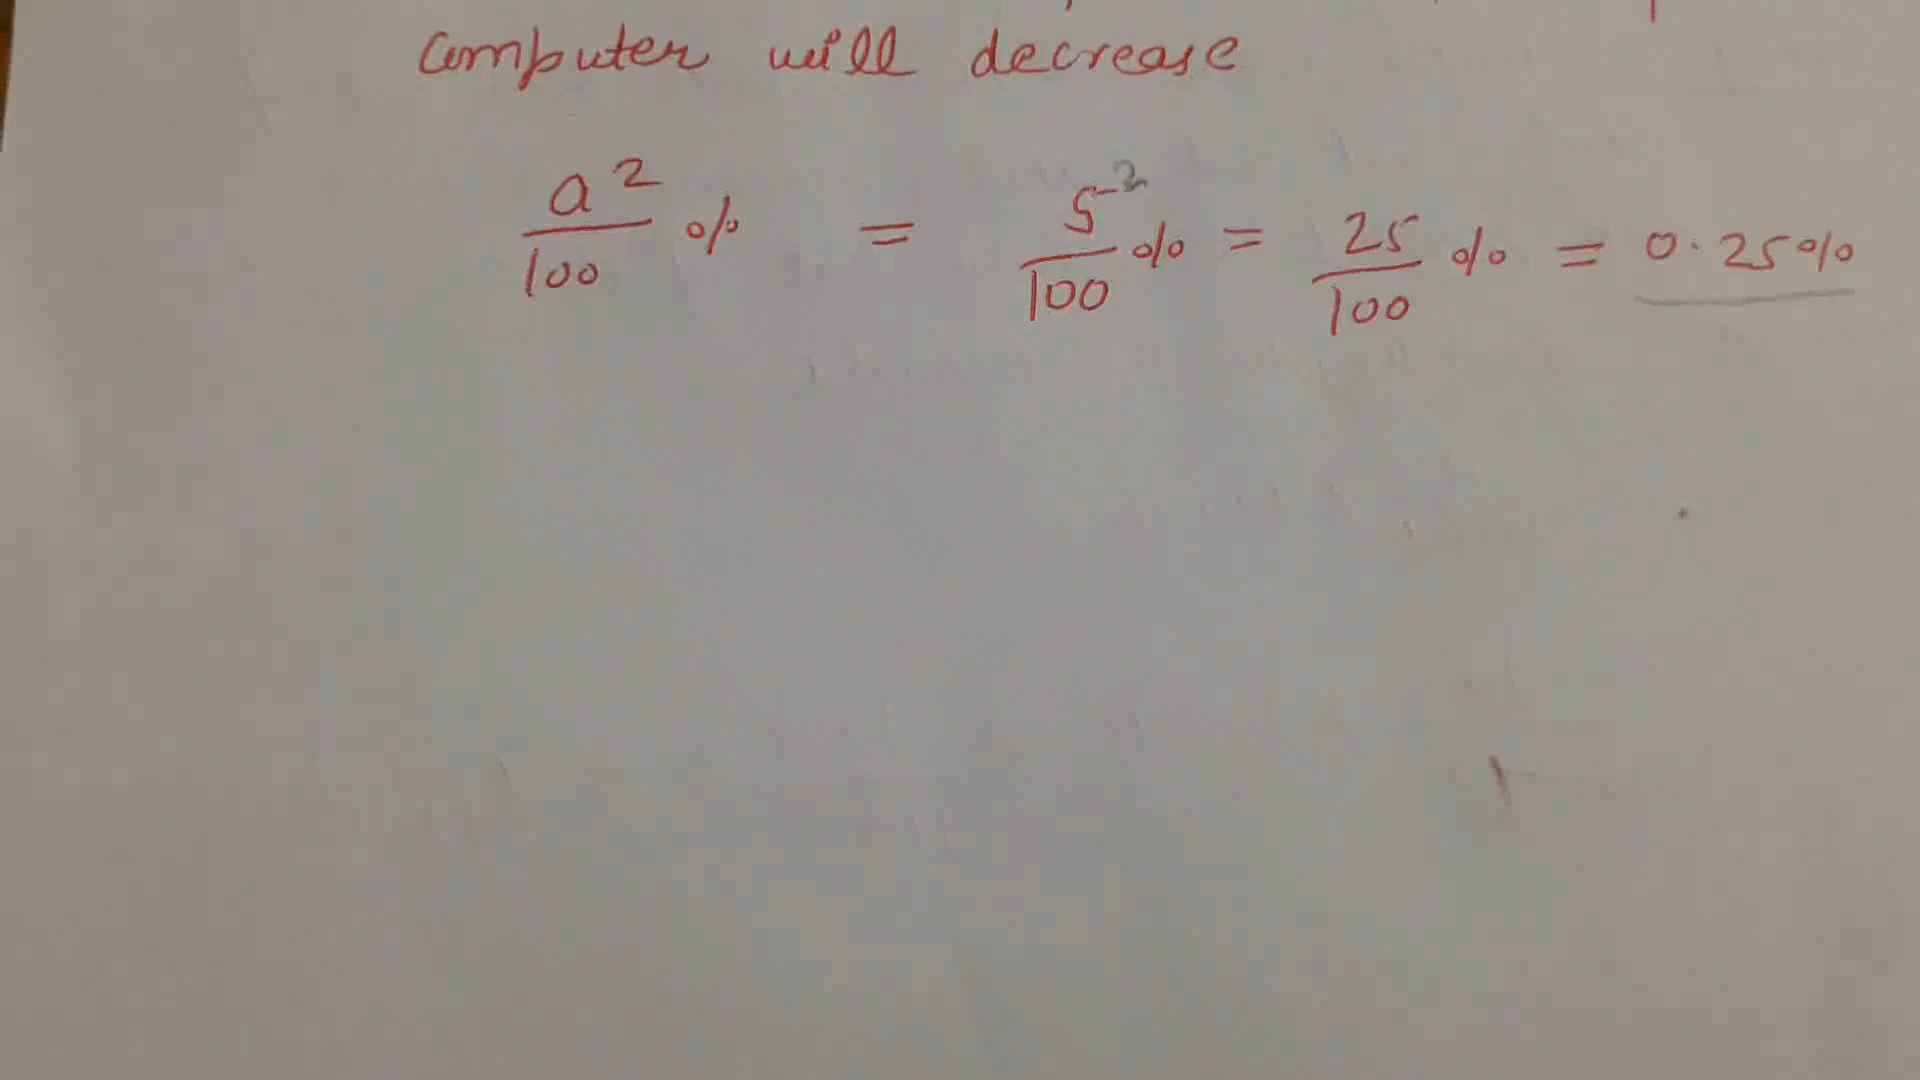 computer will decrease
a²/100 % = 5²/100 % = 25/100 % = 0.25%